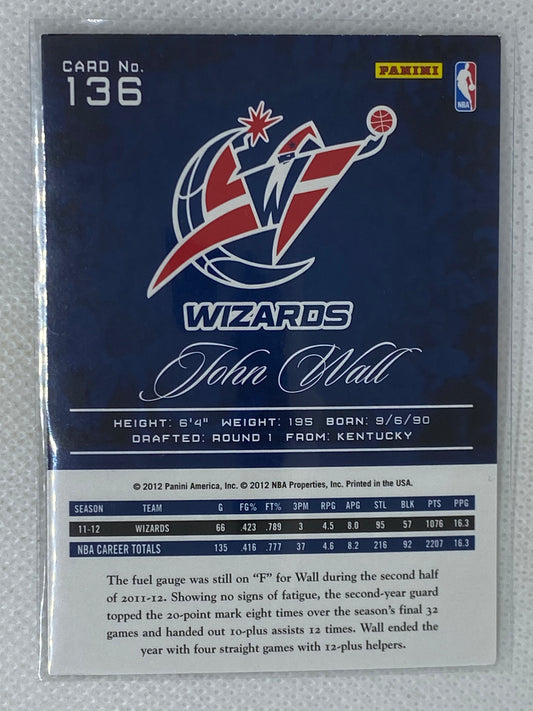 CARD No.
136
PANINI
NBA
WIZARDS
John Wall
HEIGHT: 6'4" WEIGHT: 195 BORN: 9/6/90
DRAFTED: ROUND 1 FROM: KENTUCKY
© 2012 Panini America, Inc. © 2012 NBA Properties, Inc. Printed in the USA.
SEASON TEAM G FG% FT% 3PM RPG APG STL BLK PTS PPG
11-12 WIZARDS 66 .423 .789 3 4.5 8.0 95 57 1076 16.3
NBA CAREER TOTALS 135 .416 .777 37 4.6 8.2 216 92 2207 16.3
The fuel gauge was still on “F” for Wall during the second half
of 2011-12. Showing no signs of fatigue, the second-year guard
topped the 20-point mark eight times over the season’s final 32
games and handed out 10-plus assists 12 times. Wall ended the
year with four straight games with 12-plus helpers.